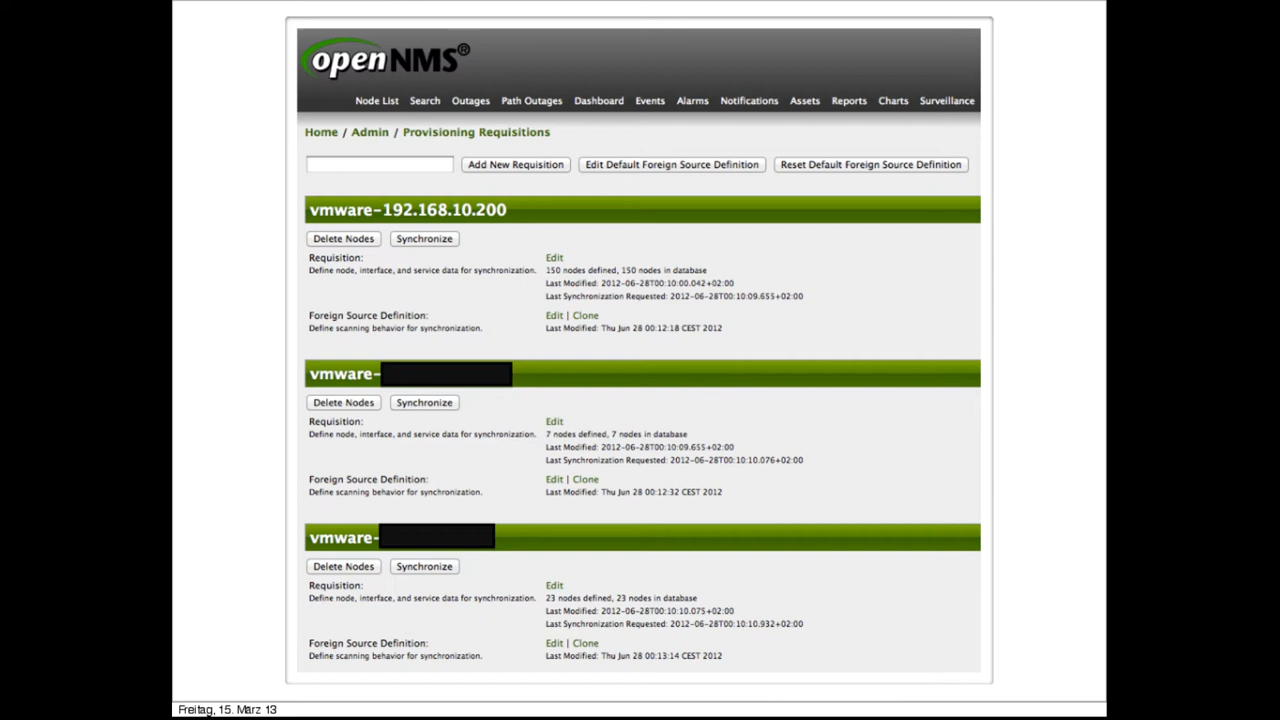 openNMS®
Node List Search Outages Path Outages Dashboard Events Alarms Notifications Assets Reports Charts Surveillance
Home / Admin / Provisioning Requisitions
Add New Requisition Edit Default Foreign Source Definition Reset Default Foreign Source Definition
vmware-192.168.10.200
Delete Nodes Synchronize
Requisition: Edit
Define node, interface, and service data for synchronization. 150 nodes defined, 150 nodes in database
Last Modified: 2012-06-28T00:10:00.042+02:00
Last Synchronization Requested: 2012-06-28T00:10:09.655+02:00
Foreign Source Definition: Edit | Clone
Define scanning behavior for synchronization. Last Modified: Thu Jun 28 00:12:18 CEST 2012
vmware-
Delete Nodes Synchronize
Requisition: Edit
Define node, interface, and service data for synchronization. 7 nodes defined, 7 nodes in database
Last Modified: 2012-06-28T00:10:09.655+02:00
Last Synchronization Requested: 2012-06-28T00:10:10.076+02:00
Foreign Source Definition: Edit | Clone
Define scanning behavior for synchronization. Last Modified: Thu Jun 28 00:12:32 CEST 2012
vmware-
Delete Nodes Synchronize
Requisition: Edit
Define node, interface, and service data for synchronization. 23 nodes defined, 23 nodes in database
Last Modified: 2012-06-28T00:10:10.075+02:00
Last Synchronization Requested: 2012-06-28T00:10:10.932+02:00
Foreign Source Definition: Edit | Clone
Define scanning behavior for synchronization. Last Modified: Thu Jun 28 00:13:14 CEST 2012
Freitag, 15. März 13